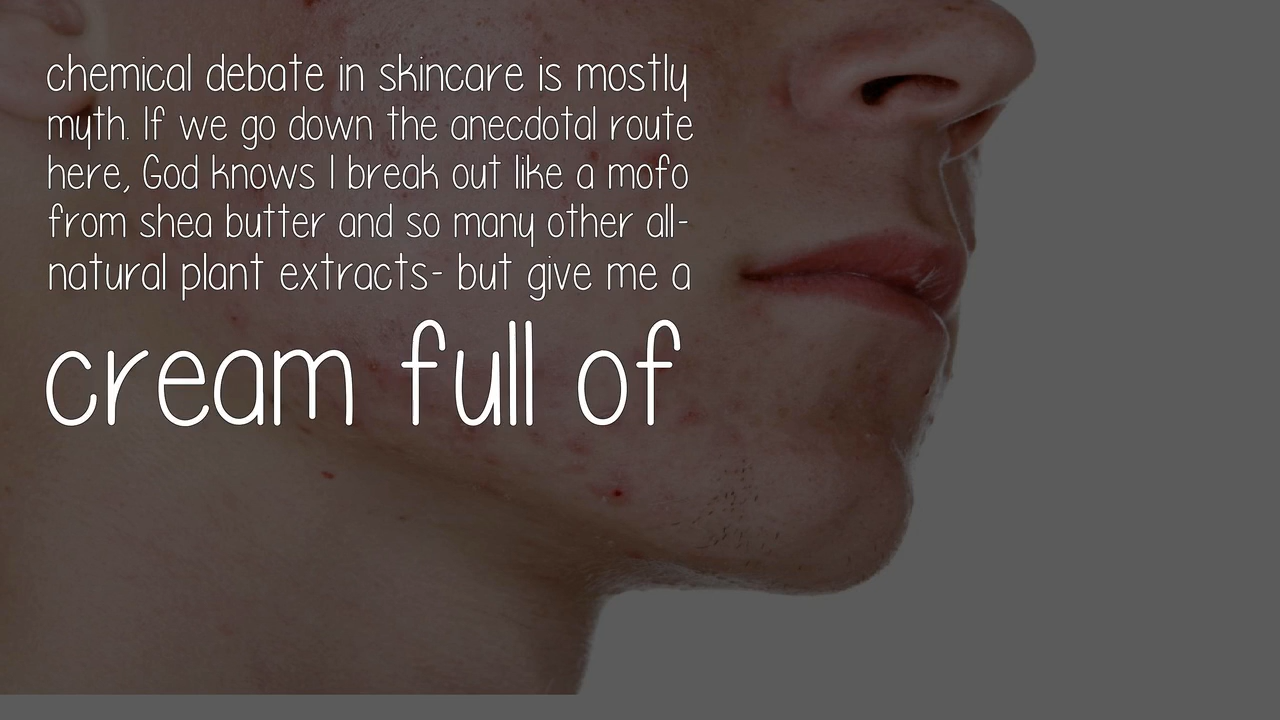 chemical debate in skincare is mostly
myth. If we go down the anecdotal route
here, God knows I break out like a mofo
from shea butter and so many other all-
natural plant extracts- but give me a
cream full of